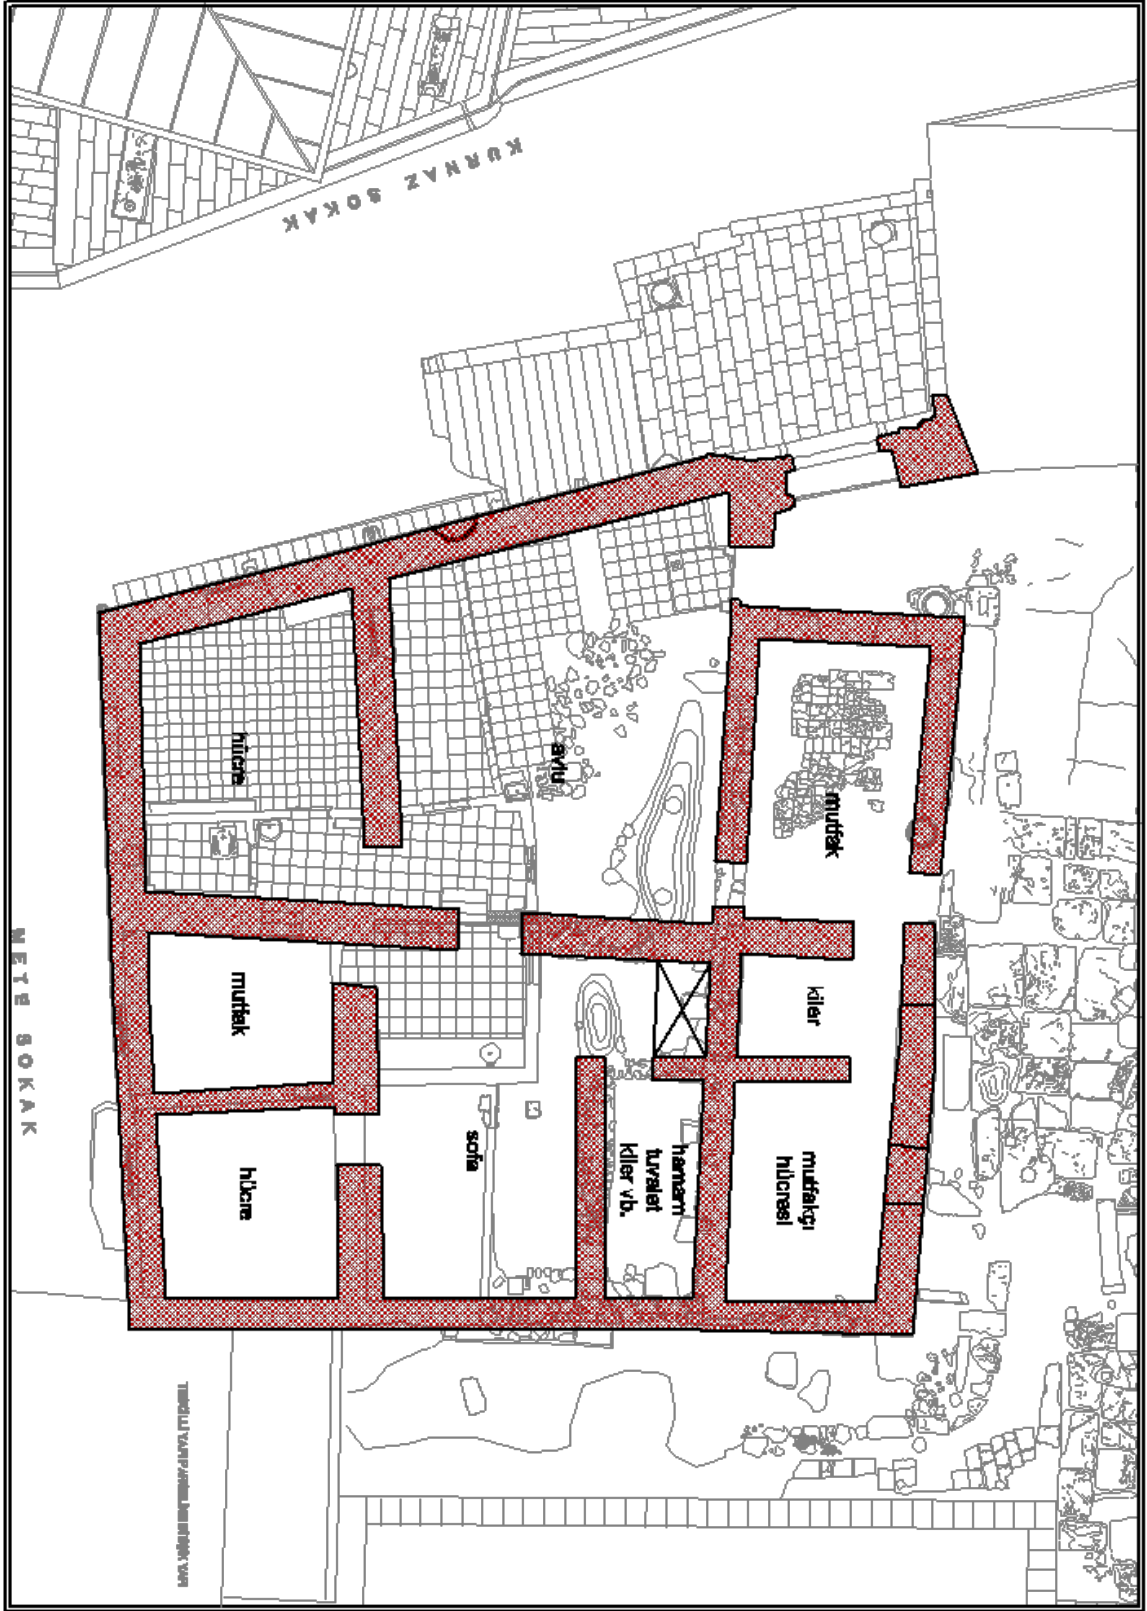 KURNAZ SOKAK
hücre
avlu
mutfak
mutfak
kiler
hücre
sofa
hamam
tuvalet
kiler vb.
mutfakçı
hücresi
METE SOKAK